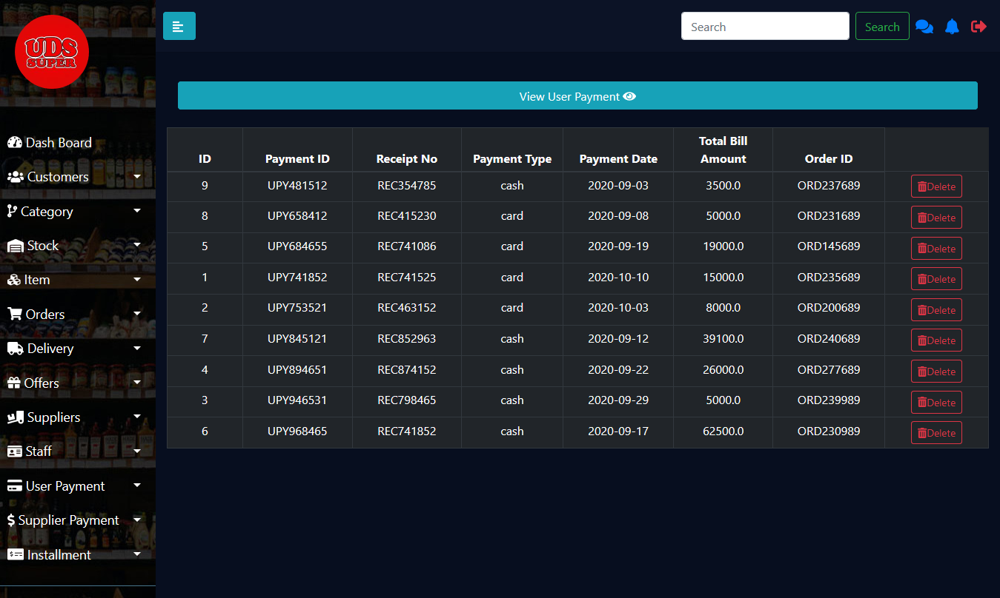 UDS
SUPER
Search
Search
View User Payment
Dash Board
Customers
Category
Stock
Item
Orders
Delivery
Offers
Suppliers
Staff
User Payment
Supplier Payment
Installment
ID Payment ID Receipt No Payment Type Payment Date Total Bill Amount Order ID
9 UPY481512 REC354785 cash 2020-09-03 3500.0 ORD237689 Delete
8 UPY658412 REC415230 card 2020-09-08 5000.0 ORD231689 Delete
5 UPY684655 REC741086 card 2020-09-19 19000.0 ORD145689 Delete
1 UPY741852 REC741525 card 2020-10-10 15000.0 ORD235689 Delete
2 UPY753521 REC463152 card 2020-10-03 8000.0 ORD200689 Delete
7 UPY845121 REC852963 cash 2020-09-12 39100.0 ORD240689 Delete
4 UPY894651 REC874152 cash 2020-09-22 26000.0 ORD277689 Delete
3 UPY946531 REC798465 cash 2020-09-29 5000.0 ORD239989 Delete
6 UPY968465 REC741852 cash 2020-09-17 62500.0 ORD230989 Delete